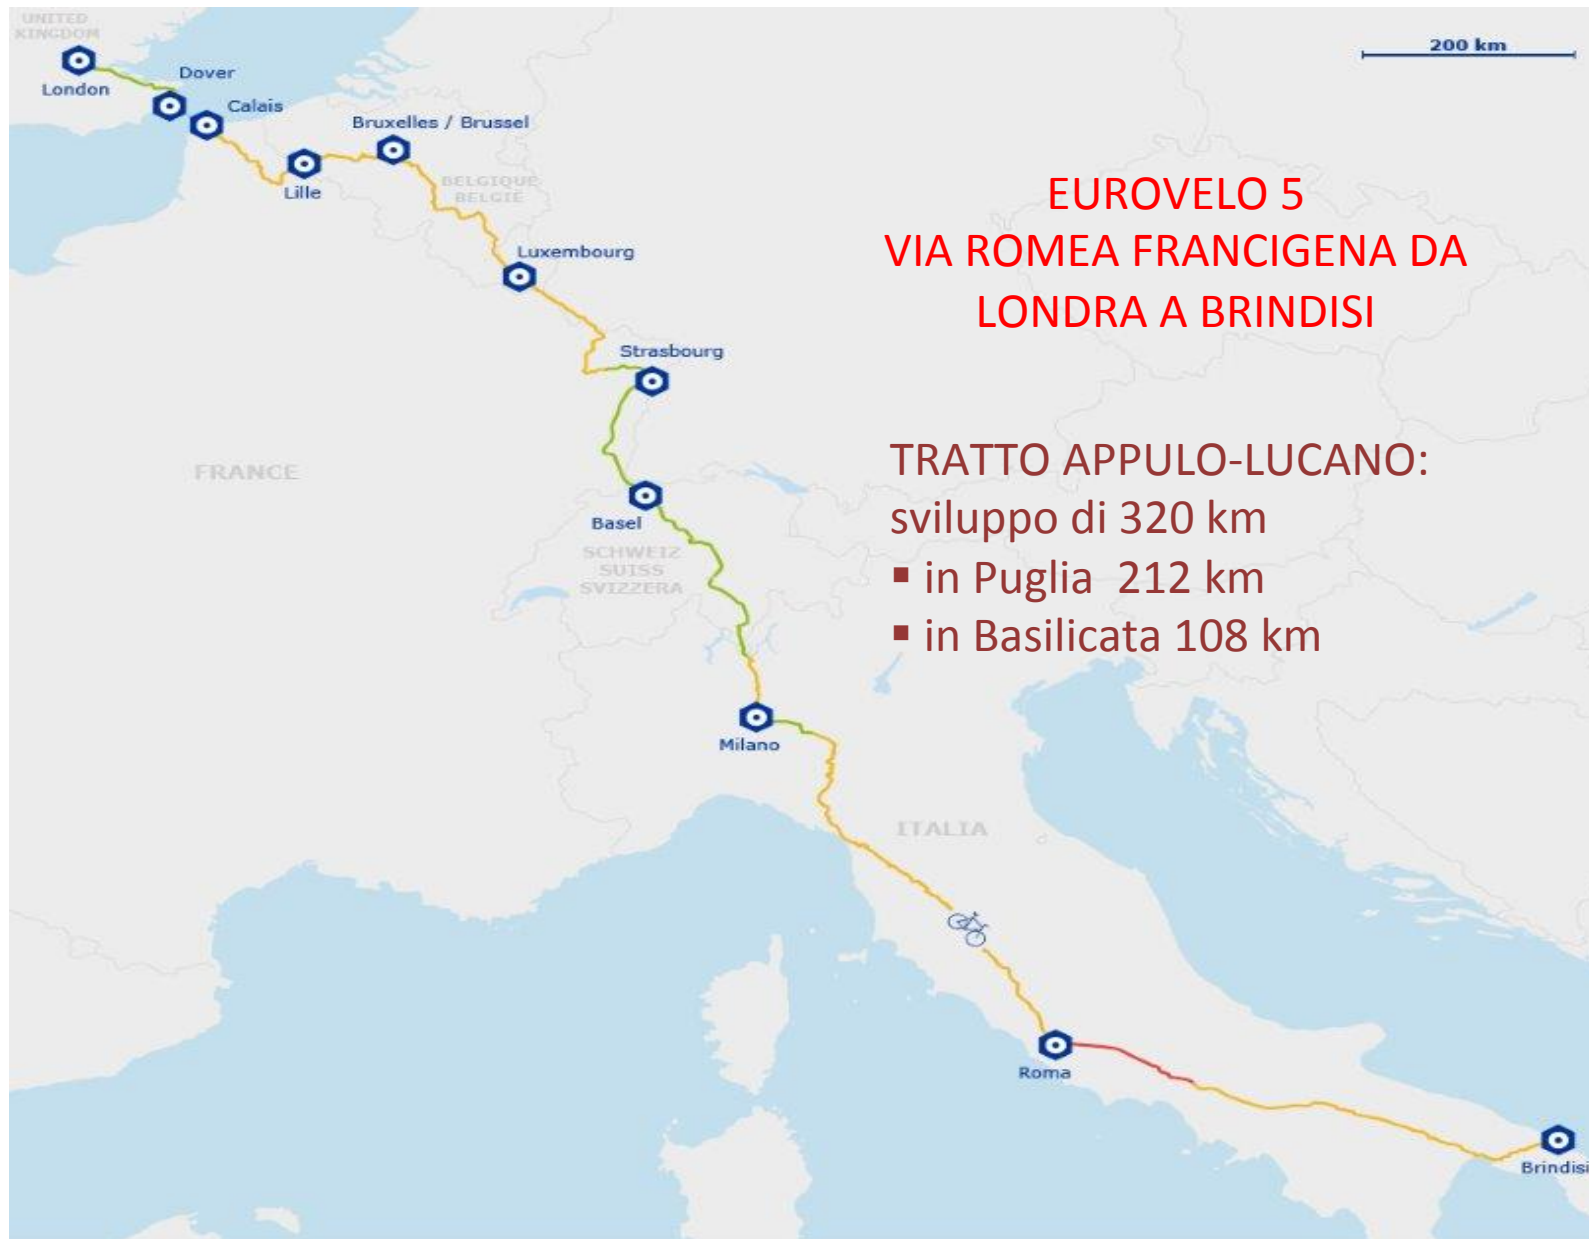 UNITED
KINGDOM
200 km
London
Dover
Calais
Bruxelles / Brussel
Lille
BELGIQUE
BELGIË
EUROVELO 5
VIA ROMEA FRANCIGENA DA
LONDRA A BRINDISI
Luxembourg
Strasbourg
FRANCE
TRATTO APPULO-LUCANO:
sviluppo di 320 km
▪ in Puglia 212 km
▪ in Basilicata 108 km
Basel
SCHWEIZ
SUISS
SVIZZERA
Milano
ITALIA
Roma
Brindisi